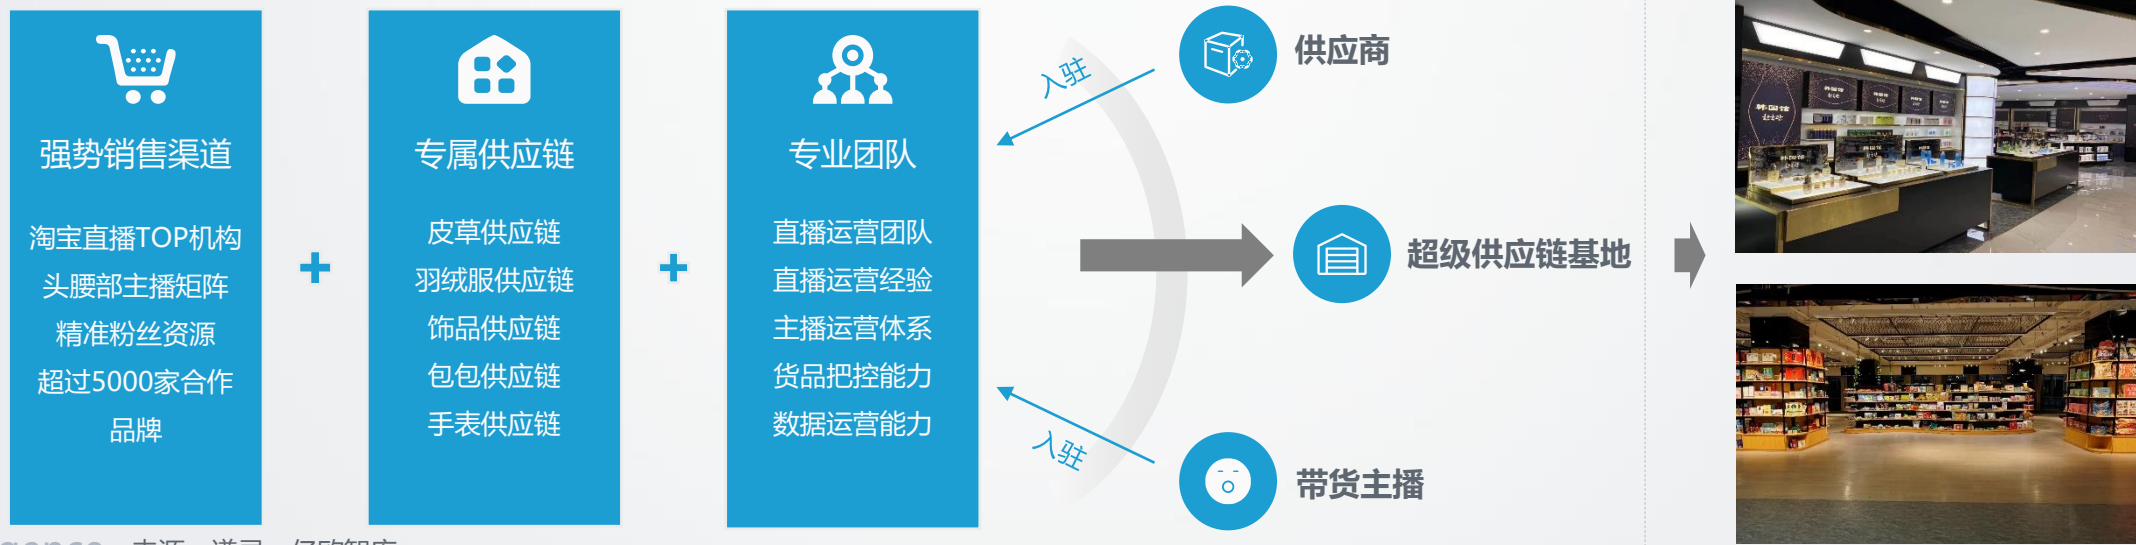 强势销售渠道
淘宝直播TOP机构
头腰部主播矩阵
精准粉丝资源
超过5000家合作
品牌
专属供应链
皮草供应链
羽绒服供应链
饰品供应链
包包供应链
手表供应链
专业团队
直播运营团队
直播运营经验
主播运营体系
货品把控能力
数据运营能力
入驻
供应商
超级供应链基地
入驻
带货主播
韩国馆